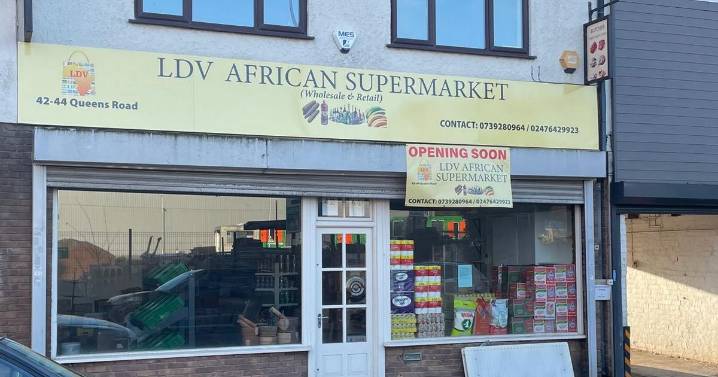 MES
LDV
LDV AFRICAN SUPERMARKET
(Wholesale & Retail)
42-44 Queens Road
CONTACT: 0739280964 / 02476429923
OPENING SOON
LDV AFRICAN
SUPERMARKET
CONTACT: 0739280964 / 02476429923